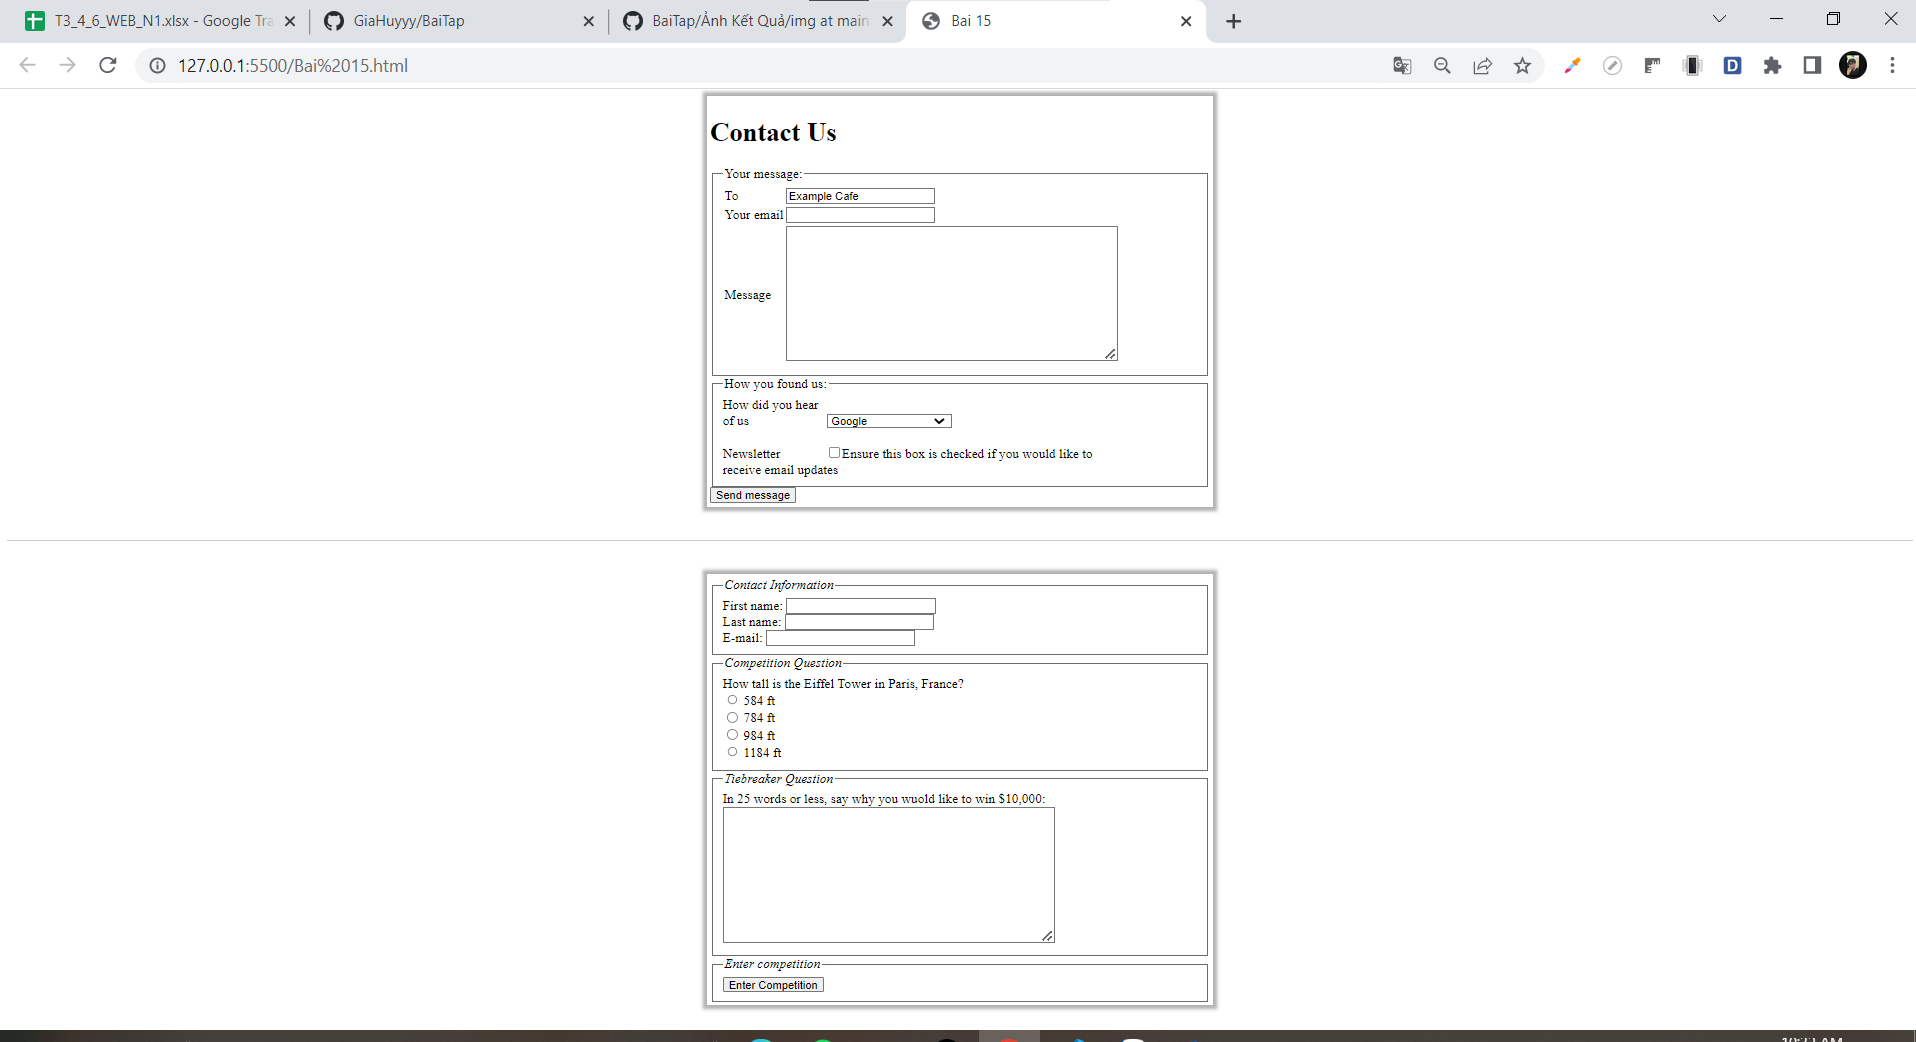 T3_4_6_WEB_N1.xlsx - Google Tra
GiaHuyyy/BaiTap
BaiTap/Ảnh Kết Quả/img at main
Bai 15
127.0.0.1:5500/Bai%2015.html
Contact Us
Your message:
To Example Cafe
Your email
Message
How you found us:
How did you hear
of us Google
Newsletter Ensure this box is checked if you would like to
receive email updates
Send message
Contact Information
First name:
Last name:
E-mail:
Competition Question
How tall is the Eiffel Tower in Paris, France?
584 ft
784 ft
984 ft
1184 ft
Tiebreaker Question
In 25 words or less, say why you wuold like to win $10,000:
Enter competition
Enter Competition